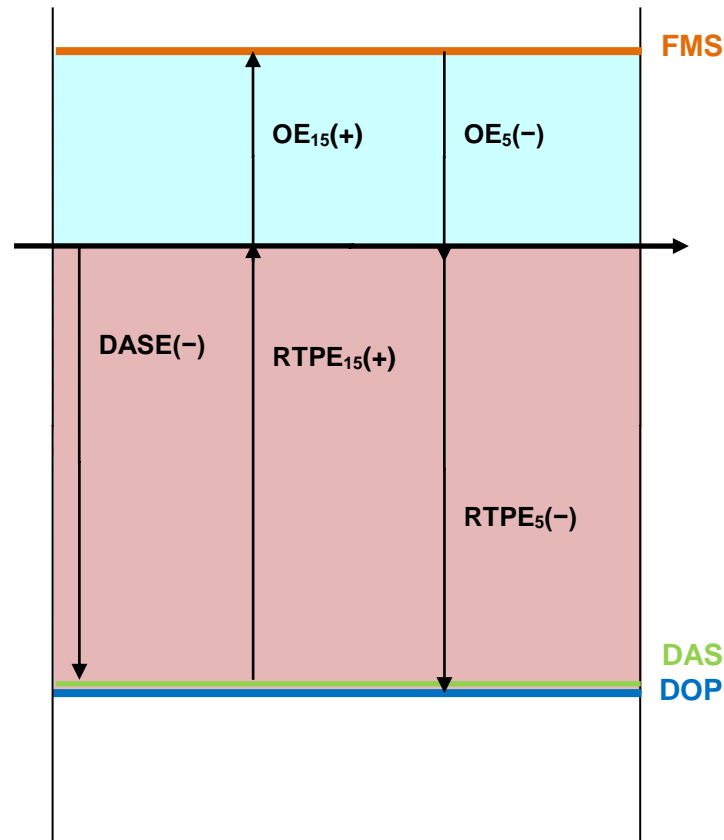 FMS
OE₁₅(+) OE₅(−)
DASE(−) RTPE₁₅(+)
RTPE₅(−)
DAS
DOP